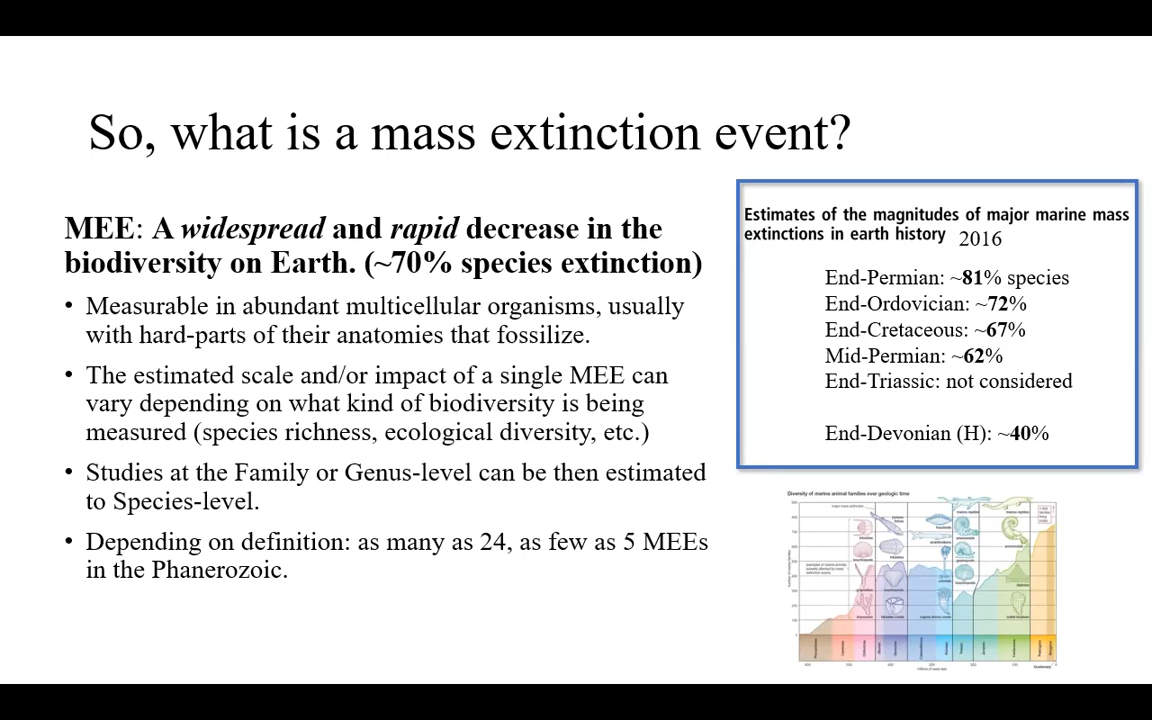 So, what is a mass extinction event?
MEE: A widespread and rapid decrease in the
biodiversity on Earth. (~70% species extinction)
• Measurable in abundant multicellular organisms, usually
with hard-parts of their anatomies that fossilize.
• The estimated scale and/or impact of a single MEE can
vary depending on what kind of biodiversity is being
measured (species richness, ecological diversity, etc.)
• Studies at the Family or Genus-level can be then estimated
to Species-level.
• Depending on definition: as many as 24, as few as 5 MEEs
in the Phanerozoic.
Estimates of the magnitudes of major marine mass
extinctions in earth history 2016
End-Permian: ~81% species
End-Ordovician: ~72%
End-Cretaceous: ~67%
Mid-Permian: ~62%
End-Triassic: not considered
End-Devonian (H): ~40%
Diversity of marine animal families over geologic time